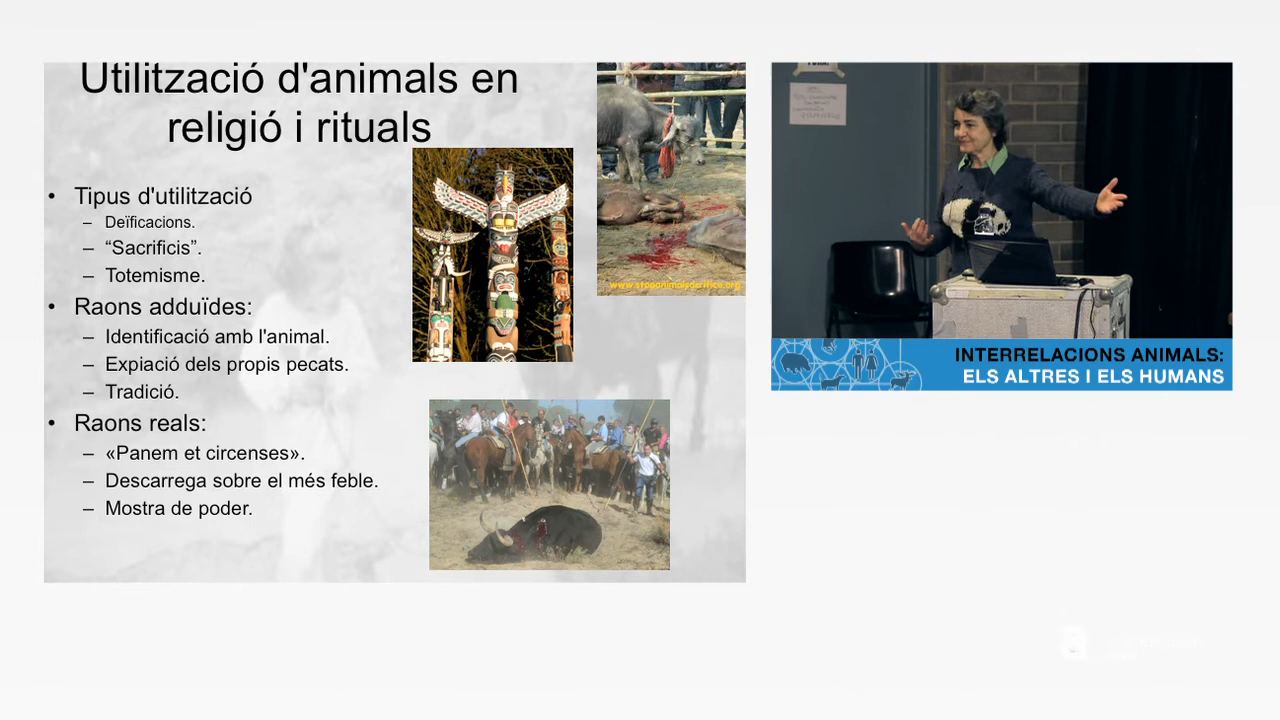 Utilització d'animals en
religió i rituals
• Tipus d'utilització
– Deïficacions.
– “Sacrificis”.
– Totemisme.
• Raons adduïdes:
– Identificació amb l'animal.
– Expiació dels propis pecats.
– Tradició.
• Raons reals:
– «Panem et circenses».
– Descarrega sobre el més feble.
– Mostra de poder.
www.stopanimalsacrifice.org
INTERRELACIONS ANIMALS:
ELS ALTRES I ELS HUMANS